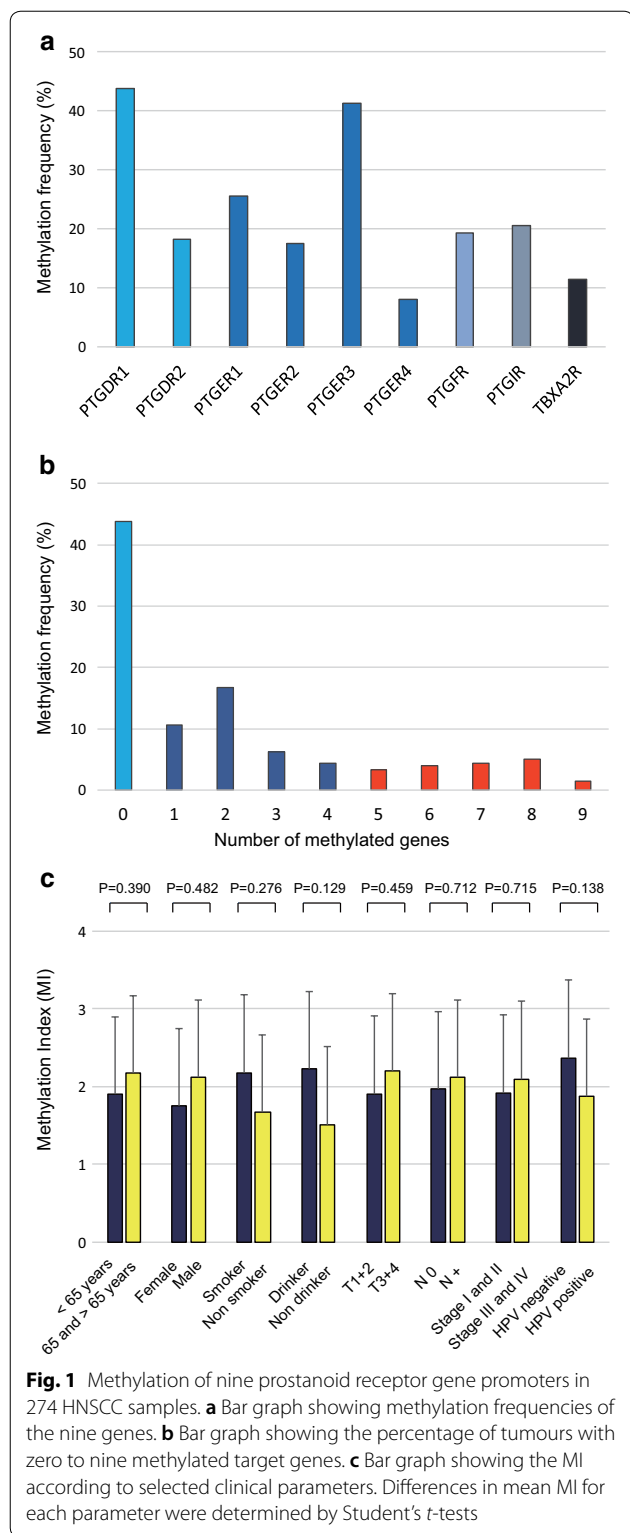 a
50
40
30
20
10
0
Methylation frequency (%)
PTGDR1
PTGDR2
PTGER1
PTGER2
PTGER3
PTGER4
PTGFR
PTGIR
TBXA2R
b
50
40
30
20
10
0
Methylation frequency (%)
0 1 2 3 4 5 6 7 8 9
Number of methylated genes
c
P=0.390 P=0.482 P=0.276 P=0.129 P=0.459 P=0.712 P=0.715 P=0.138
4
3
2
1
0
Methylation Index (MI)
< 65 years
65 and > 65 years
Female
Male
Smoker
Non smoker
Drinker
Non drinker
T1+2
T3+4
N 0
N +
Stage I and II
Stage III and IV
HPV negative
HPV positive
Fig. 1 Methylation of nine prostanoid receptor gene promoters in
274 HNSCC samples. a Bar graph showing methylation frequencies of
the nine genes. b Bar graph showing the percentage of tumours with
zero to nine methylated target genes. c Bar graph showing the MI
according to selected clinical parameters. Differences in mean MI for
each parameter were determined by Student's t-tests